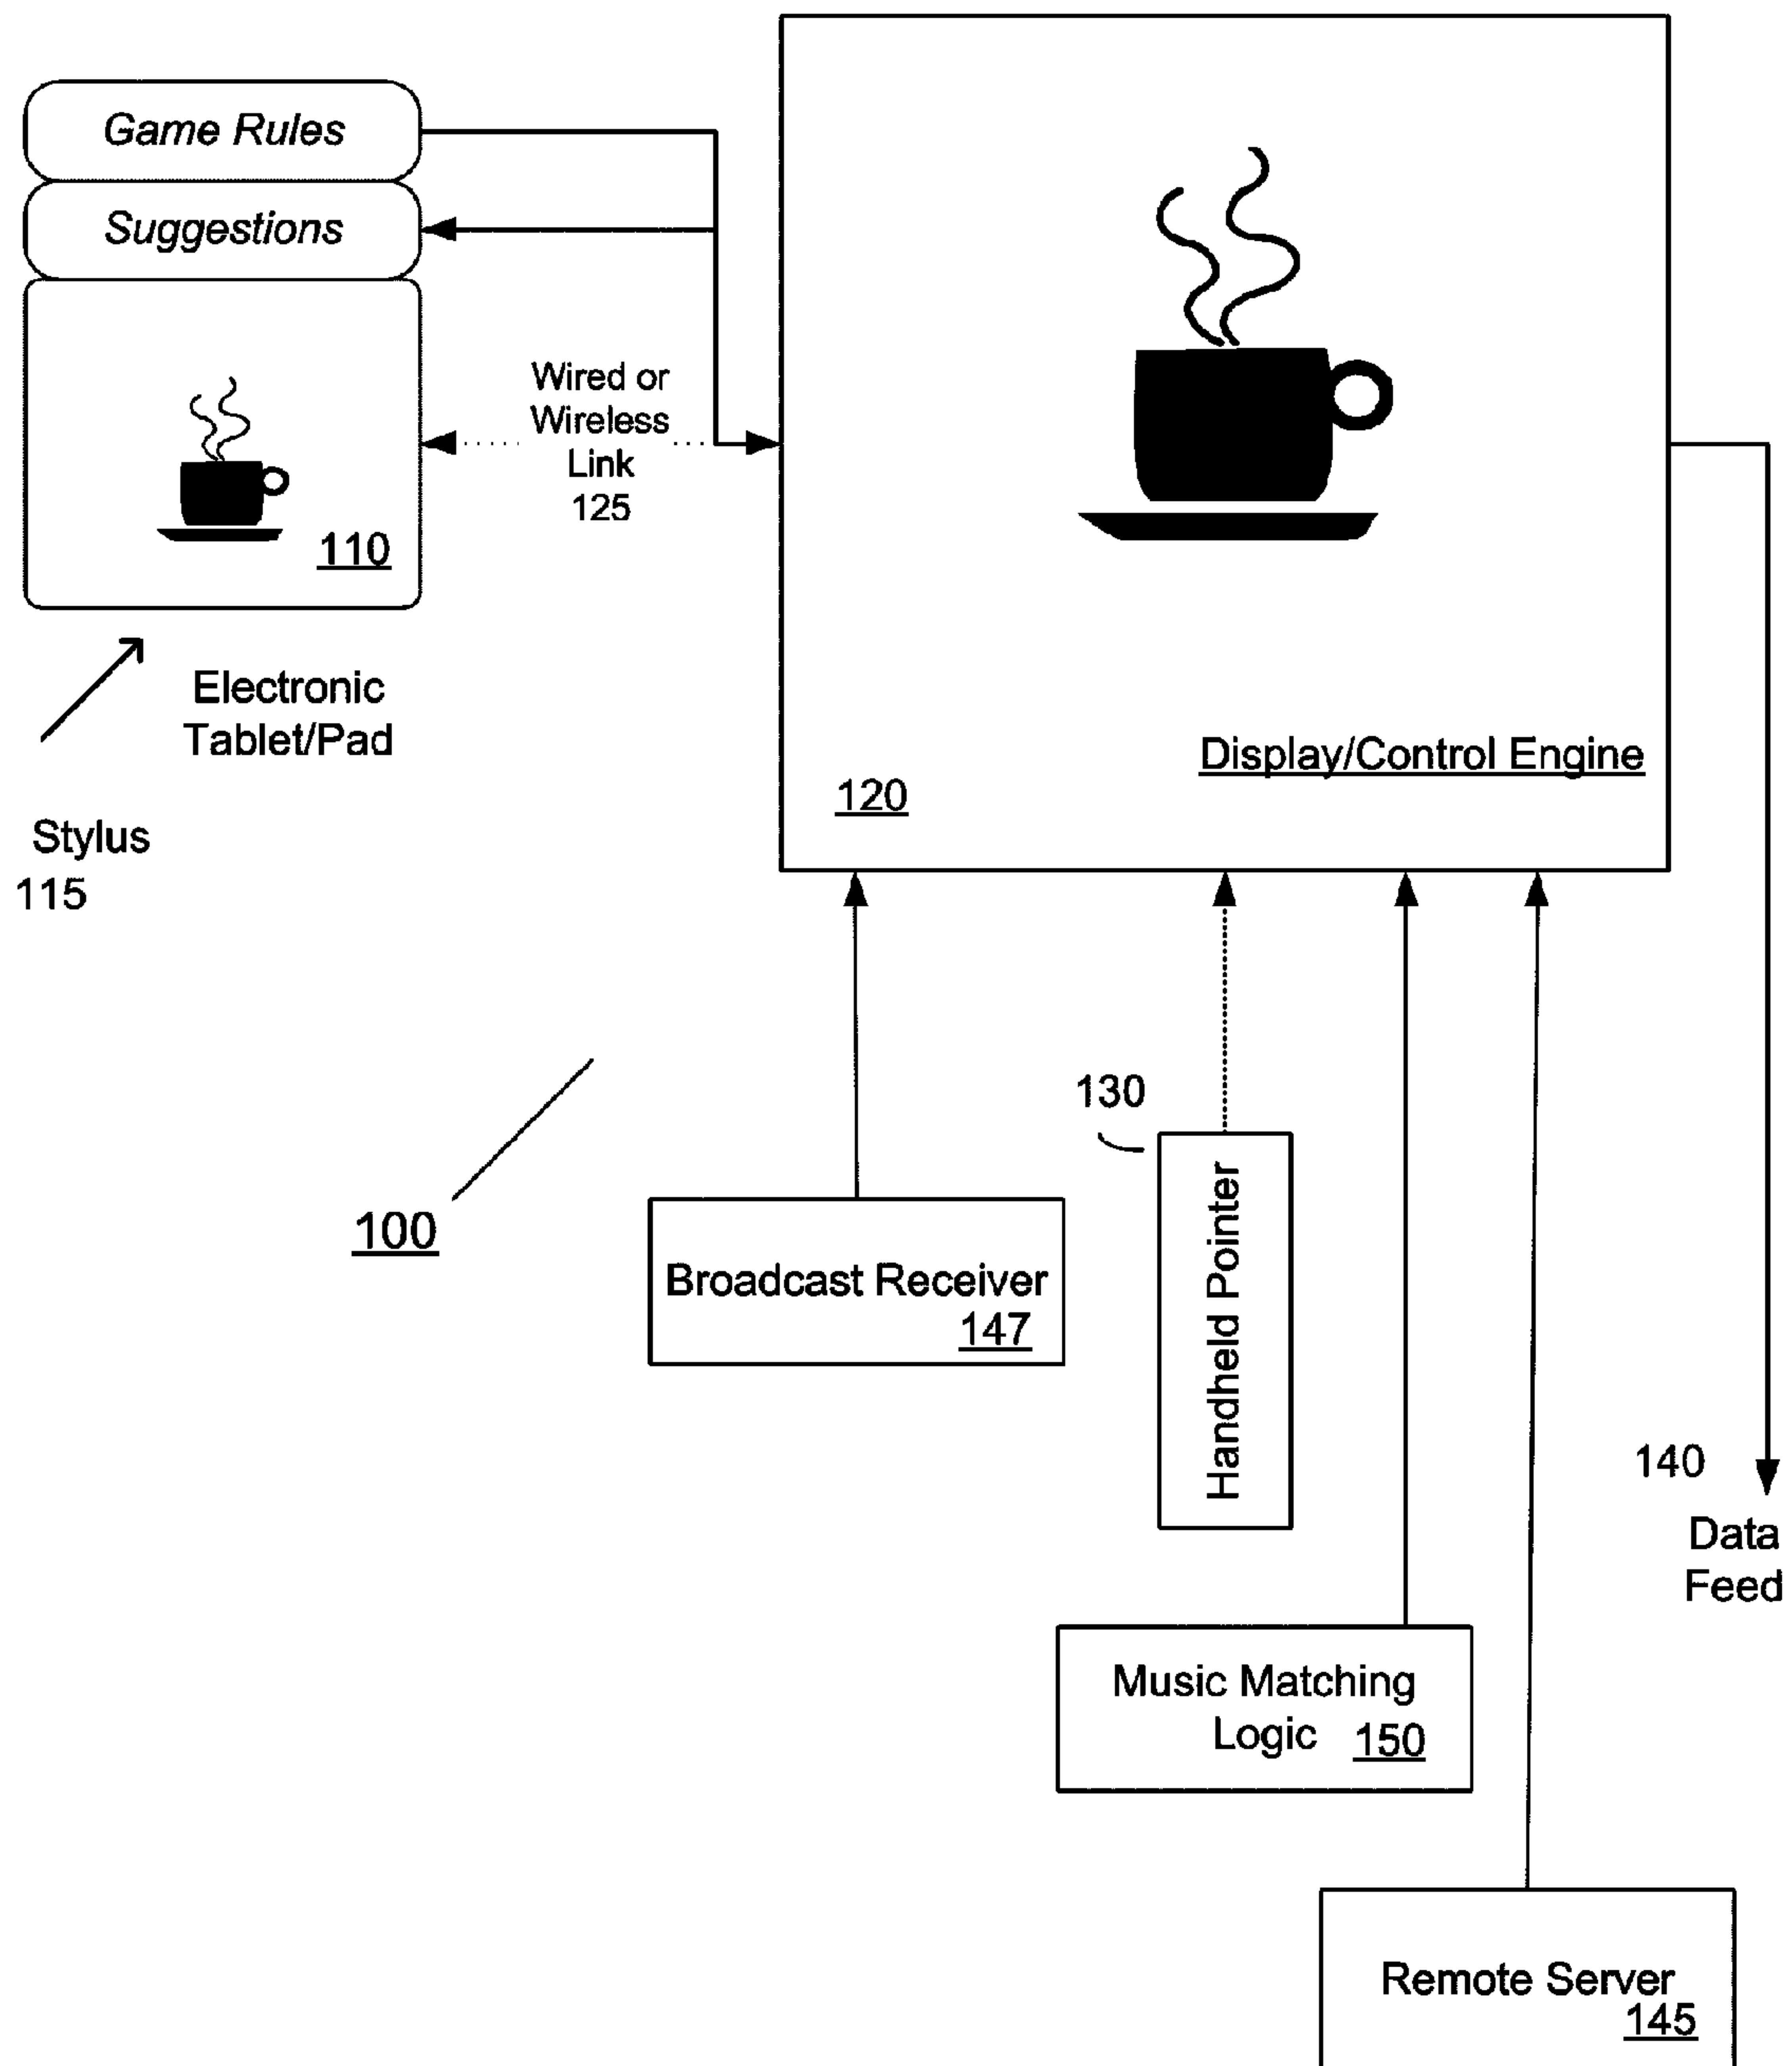 Game Rules
Suggestions
Wired or
Wireless
Link
125
110
Electronic
Tablet/Pad
Stylus
115
Display/Control Engine
120
130
Handheld Pointer
100
Broadcast Receiver
147
140
Data
Feed
Music Matching
Logic 150
Remote Server
145